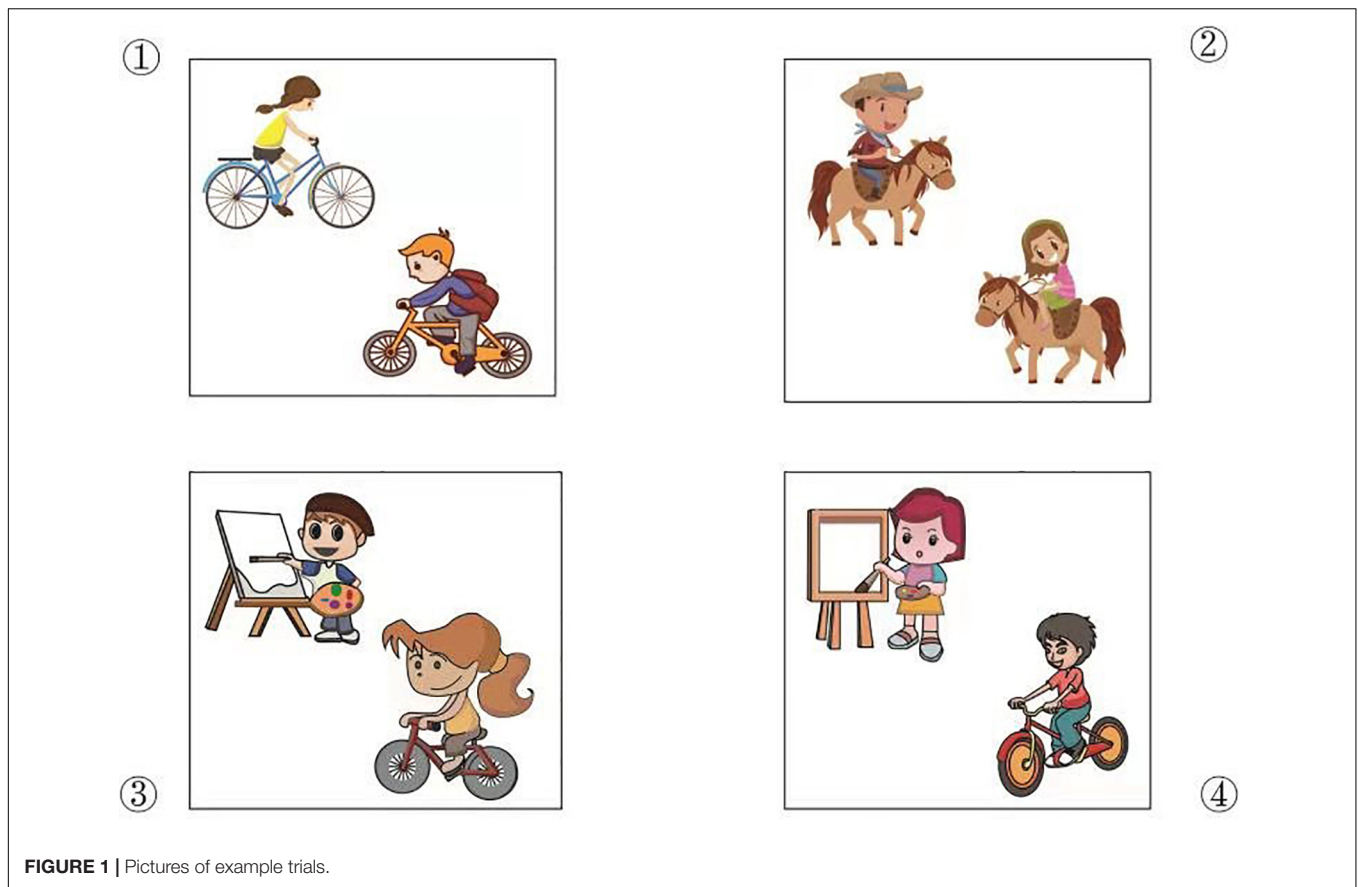 ①
②
③
④
FIGURE 1 | Pictures of example trials.